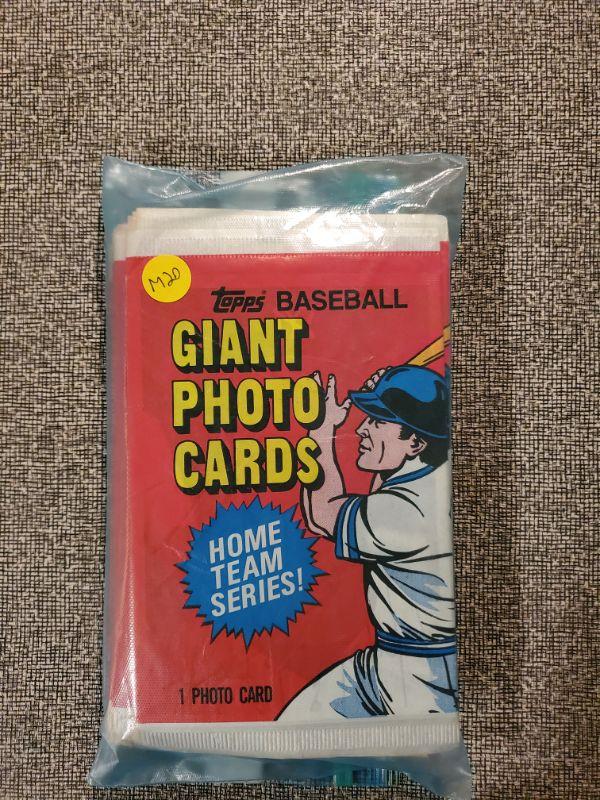 M20
topps BASEBALL
GIANT
PHOTO
CARDS
HOME
TEAM
SERIES!
1 PHOTO CARD